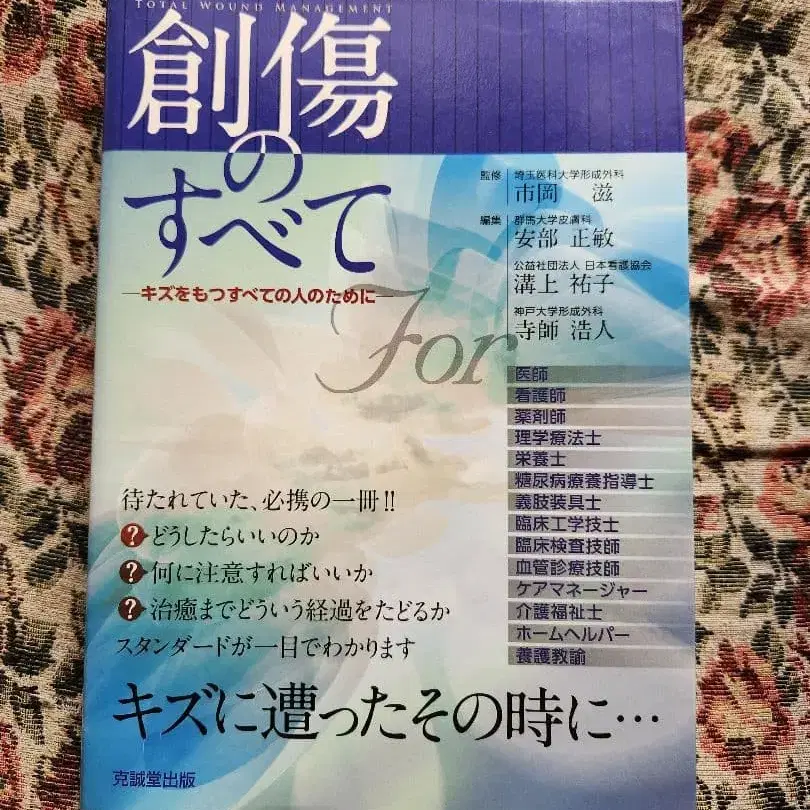 TOTAL WOUND MANAGEMENT
創傷
の
すべて
―キズをもつすべての人のために―
監修 埼玉医科大学形成外科
市岡 滋
編集 群馬大学皮膚科
安部 正敏
公益社団法人 日本看護協会
溝上 祐子
神戸大学形成外科
寺師 浩人
For
医師
看護師
薬剤師
理学療法士
栄養士
糖尿病療養指導士
義肢装具士
臨床工学技士
臨床検査技師
血管診療技師
ケアマネージャー
介護福祉士
ホームヘルパー
養護教諭
待たれていた、必携の一冊!!
?どうしたらいいのか
?何に注意すればいいか
?治癒までどういう経過をたどるか
スタンダードが一目でわかります
キズに遭ったその時に…
克誠堂出版